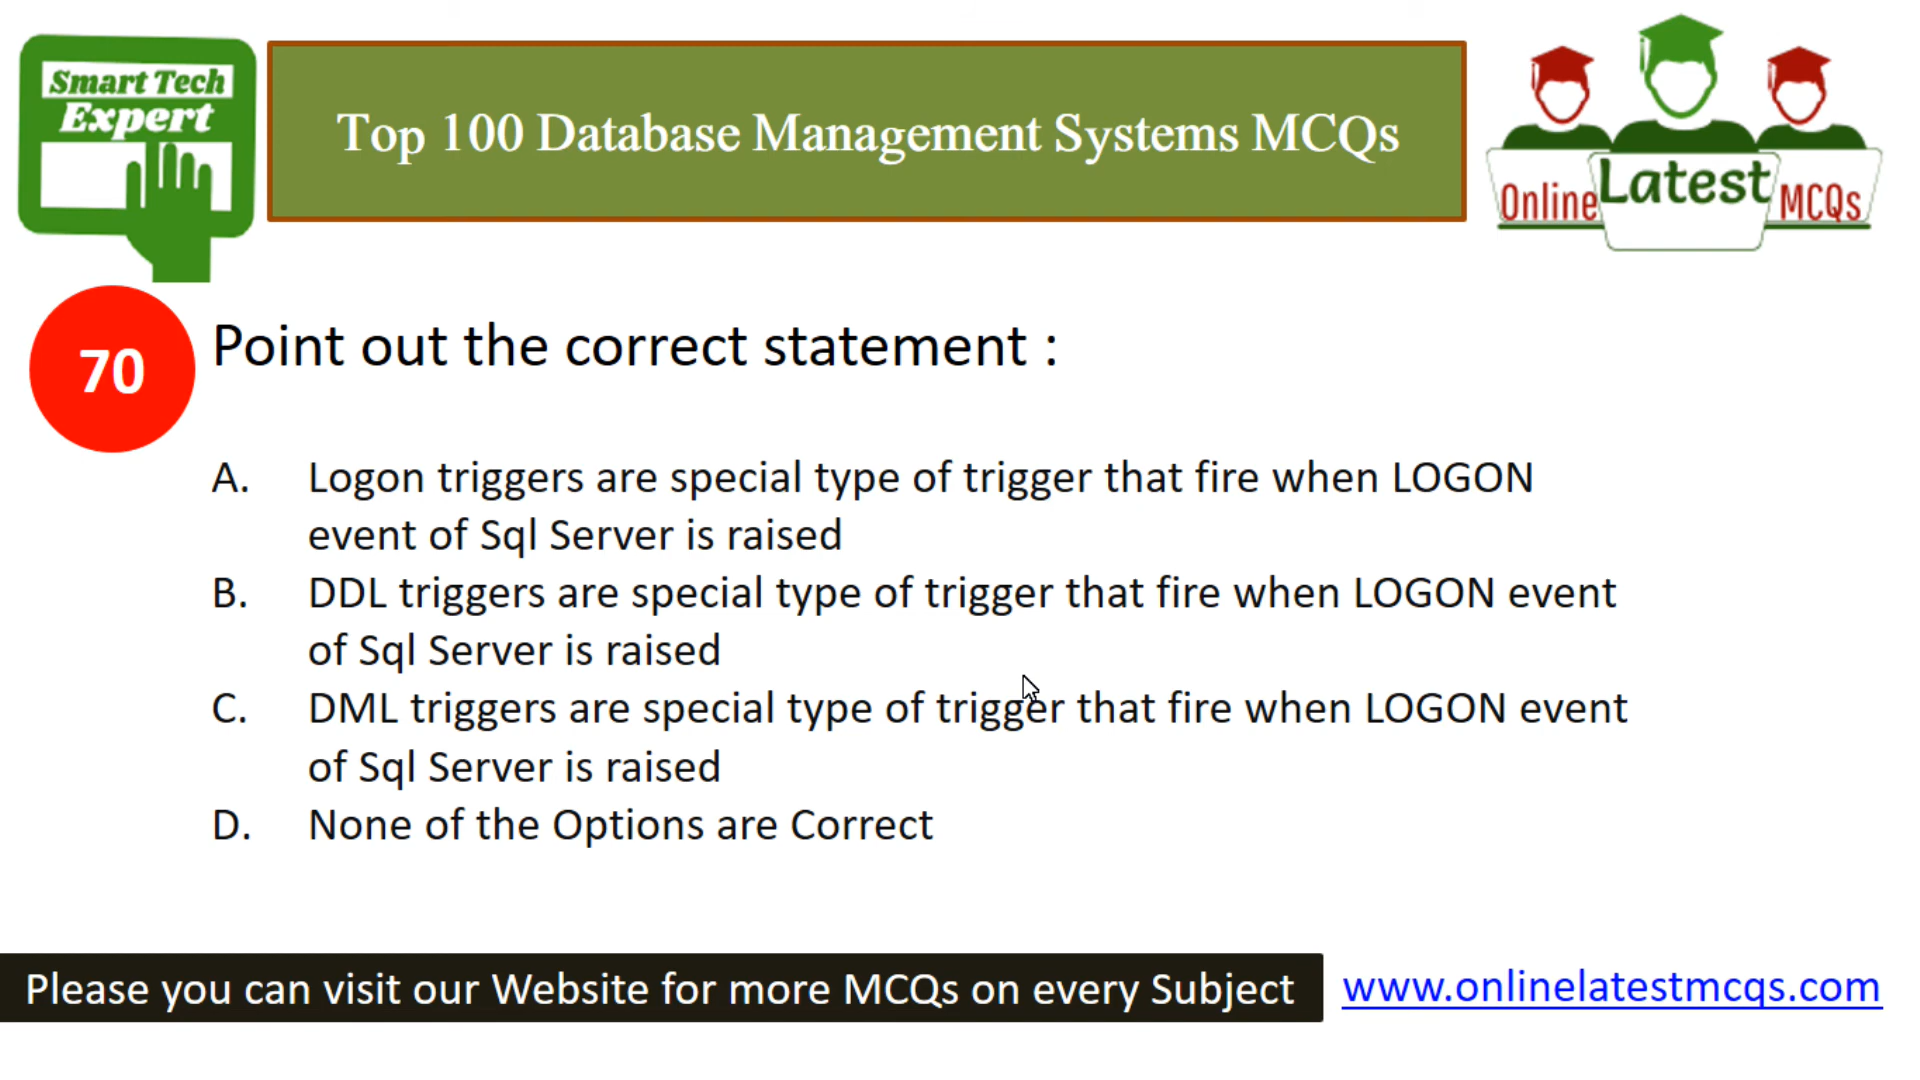 Smart Tech
Expert
Top 100 Database Management Systems MCQs
Online Latest MCQs
70
Point out the correct statement :
A. Logon triggers are special type of trigger that fire when LOGON
event of Sql Server is raised
B. DDL triggers are special type of trigger that fire when LOGON event
of Sql Server is raised
C. DML triggers are special type of trigger that fire when LOGON event
of Sql Server is raised
D. None of the Options are Correct
Please you can visit our Website for more MCQs on every Subject
www.onlinelatestmcqs.com